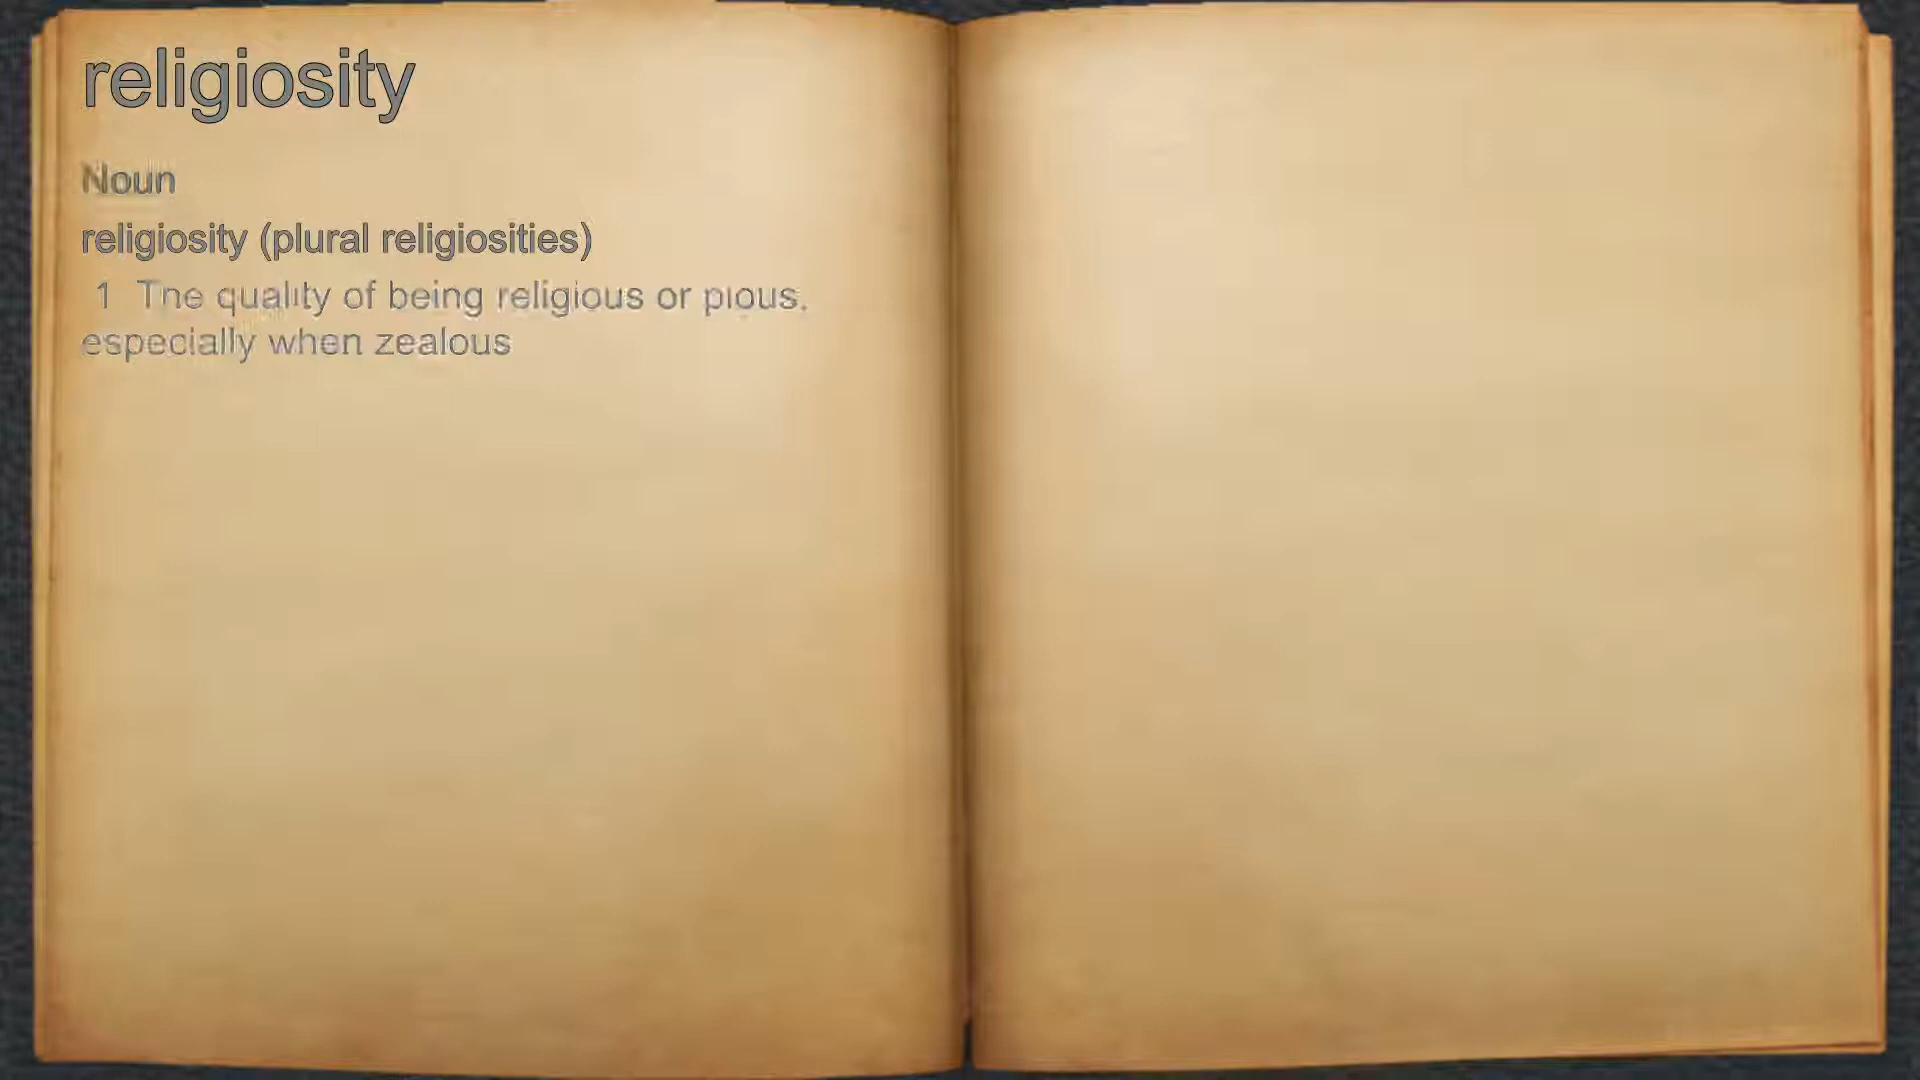 religiosity
Noun
religiosity (plural religiosities)
1 The quality of being religious or pious,
especially when zealous